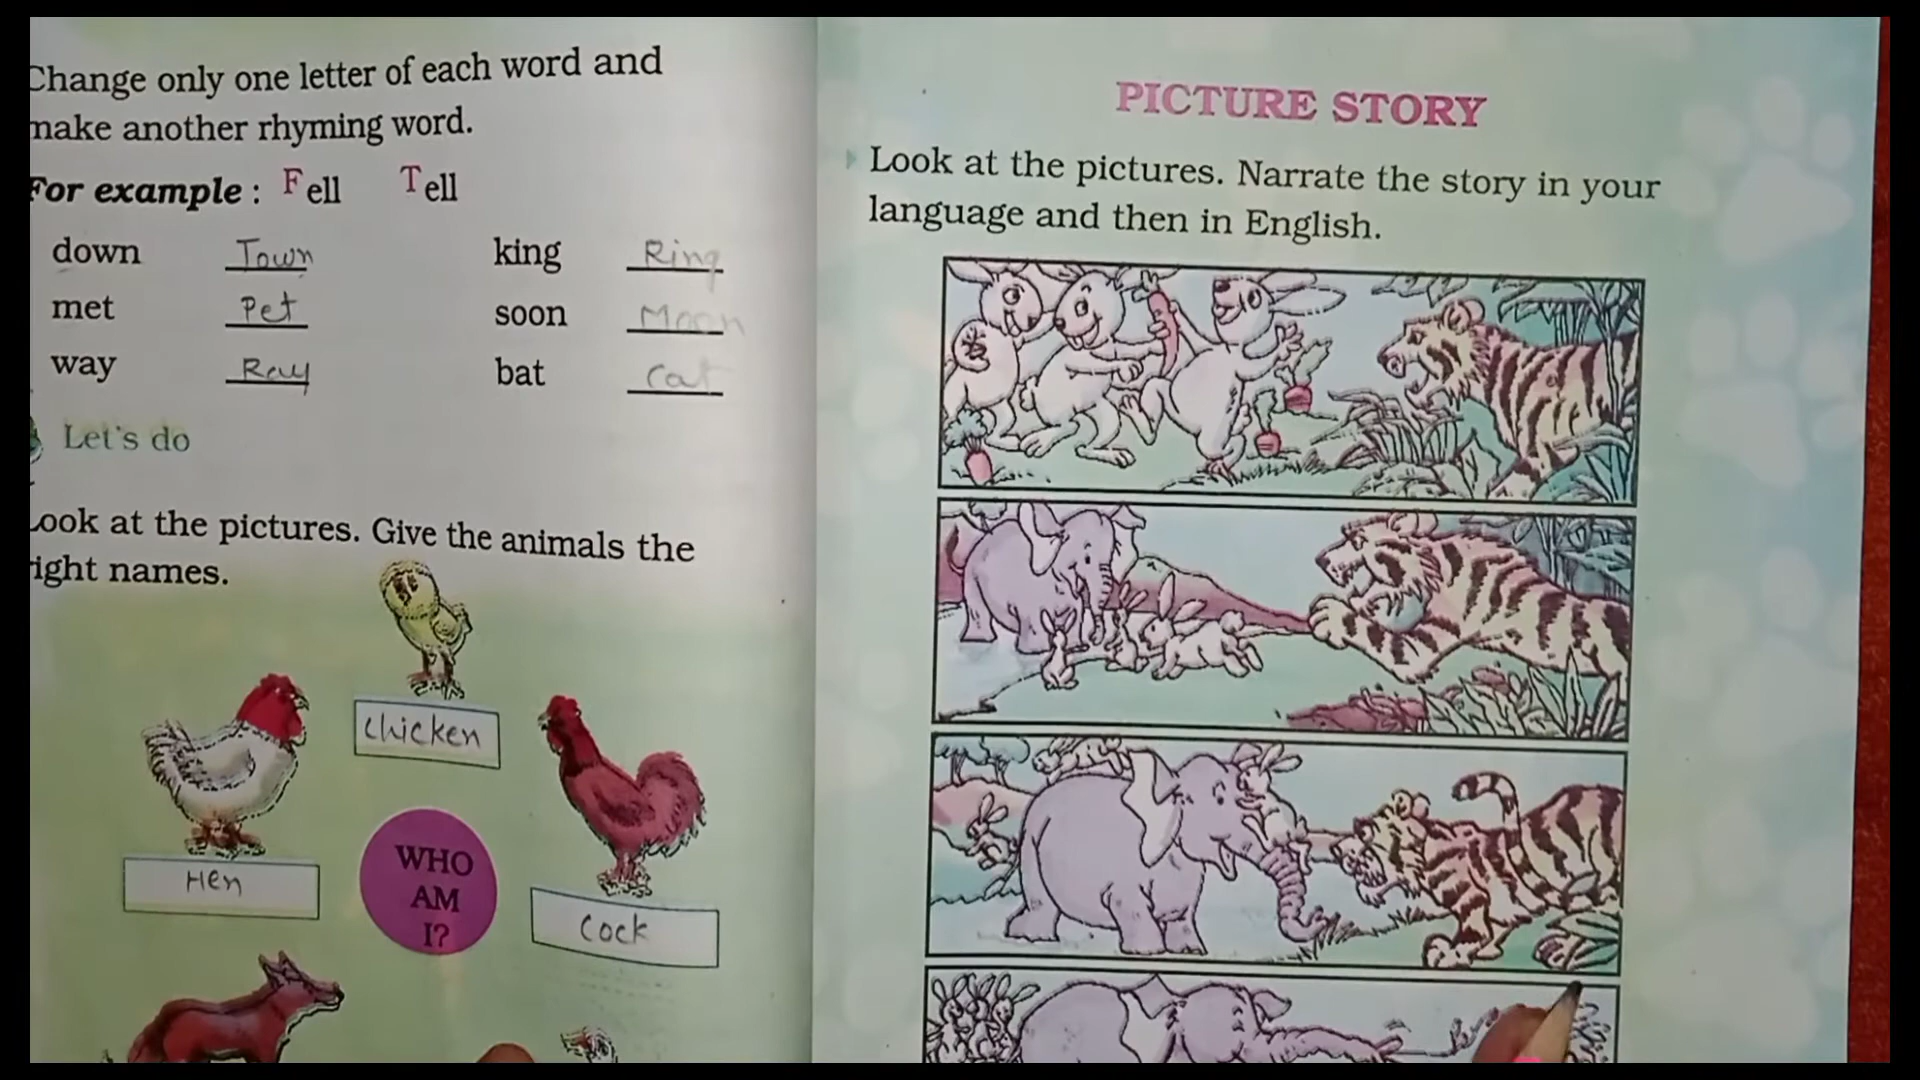 Change only one letter of each word and
make another rhyming word.
For example : Fell Tell
down Town king Ring
met Pet soon Moon
way Ray bat Cat
Let's do
Look at the pictures. Give the animals the
right names.
Chicken
Hen
WHO
AM
I?
Cock
PICTURE STORY
Look at the pictures. Narrate the story in your
language and then in English.